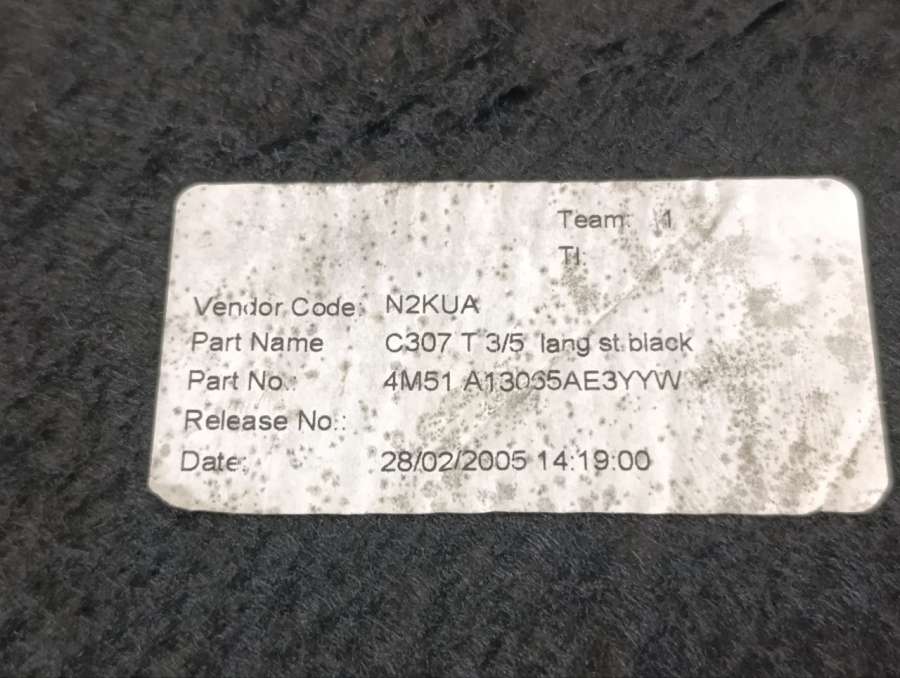 Team: 1
TI:
Vendor Code: N2KUA
Part Name C307 T 3/5 lang st.black
Part No.: 4M51 A13065AE3YYW
Release No.:
Date: 28/02/2005 14:19:00